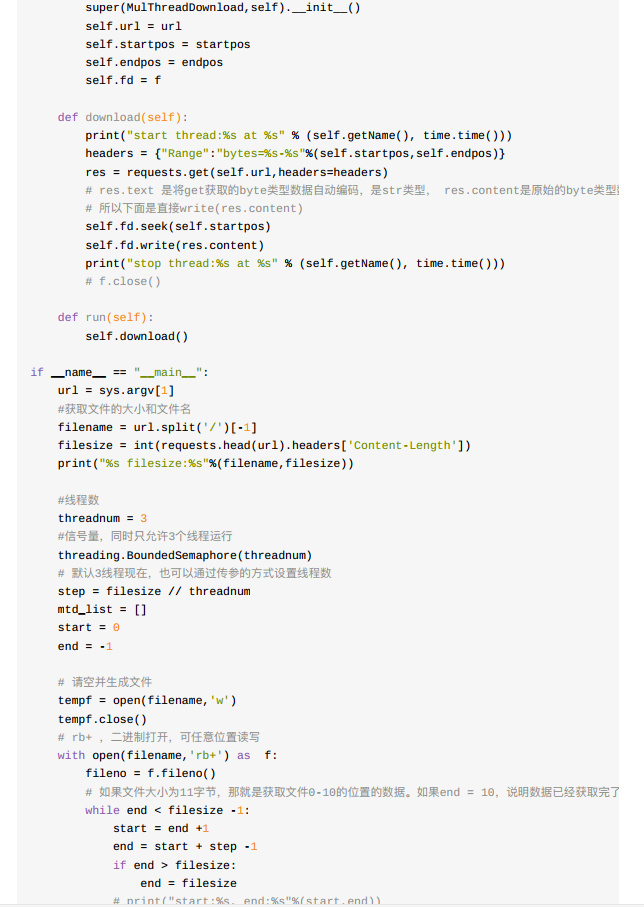 super(MulThreadDownload,self).__init__()
self.url = url
self.startpos = startpos
self.endpos = endpos
self.fd = f
def download(self):
print("start thread:%s at %s" % (self.getName(), time.time()))
headers = {"Range":"bytes=%s-%s"%(self.startpos,self.endpos)}
res = requests.get(self.url,headers=headers)
# res.text 是将get获取的byte类型数据自动编码，是str类型， res.content是原始的byte类型
# 所以下面是直接write(res.content)
self.fd.seek(self.startpos)
self.fd.write(res.content)
print("stop thread:%s at %s" % (self.getName(), time.time()))
# f.close()
def run(self):
self.download()
if __name__ == "__main__":
url = sys.argv[1]
#获取文件的大小和文件名
filename = url.split('/')[-1]
filesize = int(requests.head(url).headers['Content-Length'])
print("%s filesize:%s"%(filename,filesize))
#线程数
threadnum = 3
#信号量，同时只允许3个线程运行
threading.BoundedSemaphore(threadnum)
# 默认3线程现在，也可以通过传参的方式设置线程数
step = filesize // threadnum
mtd_list = []
start = 0
end = -1
# 请空并生成文件
tempf = open(filename,'w')
tempf.close()
# rb+ ，二进制打开，可任意位置读写
with open(filename,'rb+') as  f:
fileno = f.fileno()
# 如果文件大小为11字节，那就是获取文件0-10的位置的数据。如果end = 10，说明数据已经获取完了
while end < filesize -1:
start = end +1
end = start + step -1
if end > filesize:
end = filesize
# print("start:%s, end:%s"%(start,end))